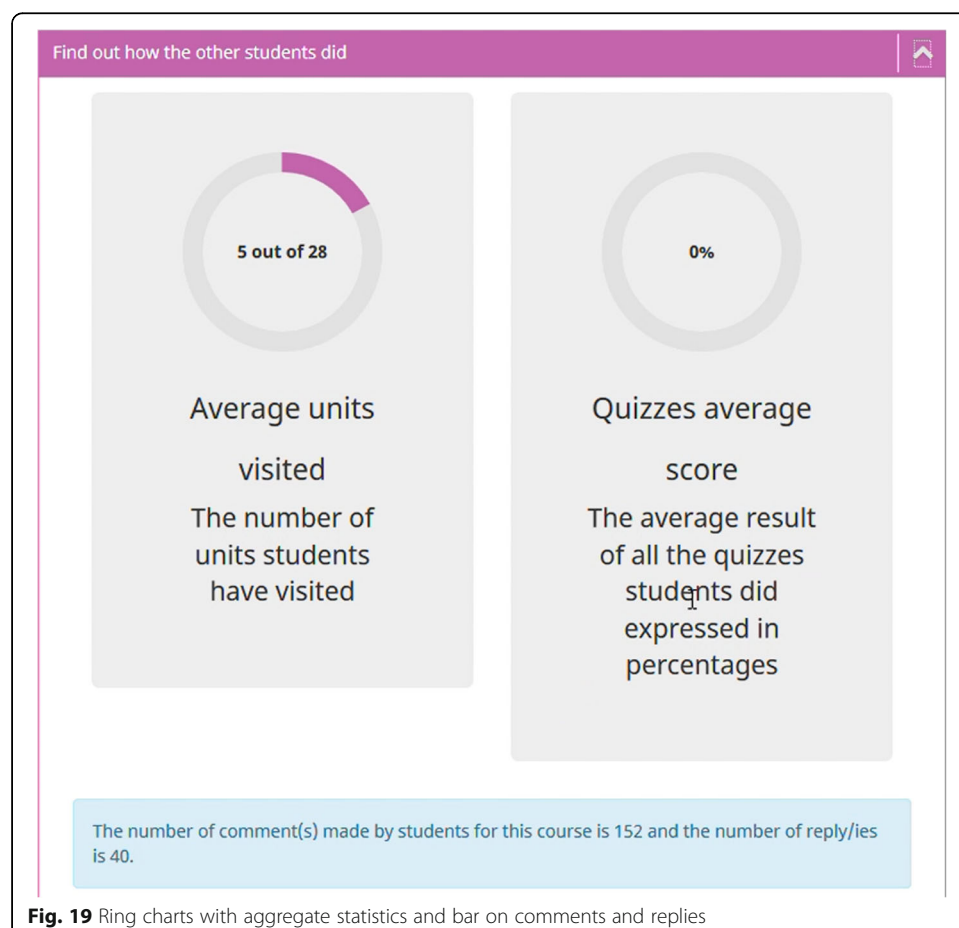 Find out how the other students did
5 out of 28
Average units
visited
The number of
units students
have visited
0%
Quizzes average
score
The average result
of all the quizzes
students did
expressed in
percentages
The number of comment(s) made by students for this course is 152 and the number of reply/ies
is 40.
Fig. 19 Ring charts with aggregate statistics and bar on comments and replies